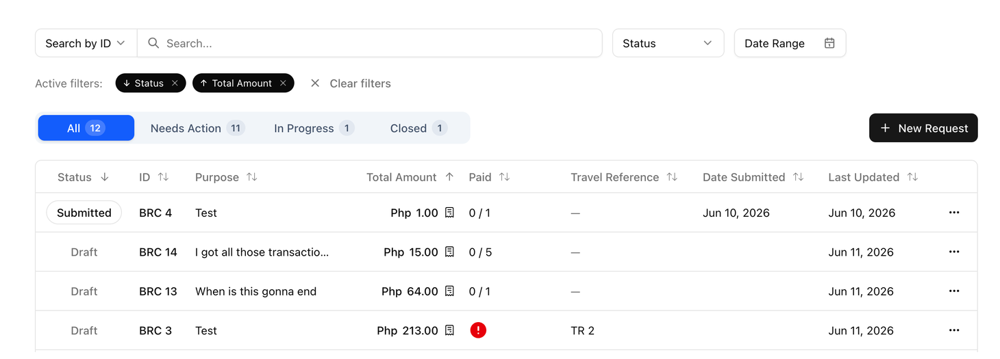 Search by ID Search... Status Date Range
Active filters: ↓ Status × ↑ Total Amount × × Clear filters
All 12 Needs Action 11 In Progress 1 Closed 1 + New Request
Status ↓ ID ↑↓ Purpose ↑↓ Total Amount ↑ Paid ↑↓ Travel Reference ↑↓ Date Submitted ↑↓ Last Updated ↑↓
Submitted BRC 4 Test Php 1.00 0 / 1 — Jun 10, 2026 Jun 10, 2026 ...
Draft BRC 14 I got all those transactio... Php 15.00 0 / 5 — Jun 11, 2026 ...
Draft BRC 13 When is this gonna end Php 64.00 0 / 1 — Jun 11, 2026 ...
Draft BRC 3 Test Php 213.00 ! TR 2 Jun 11, 2026 ...